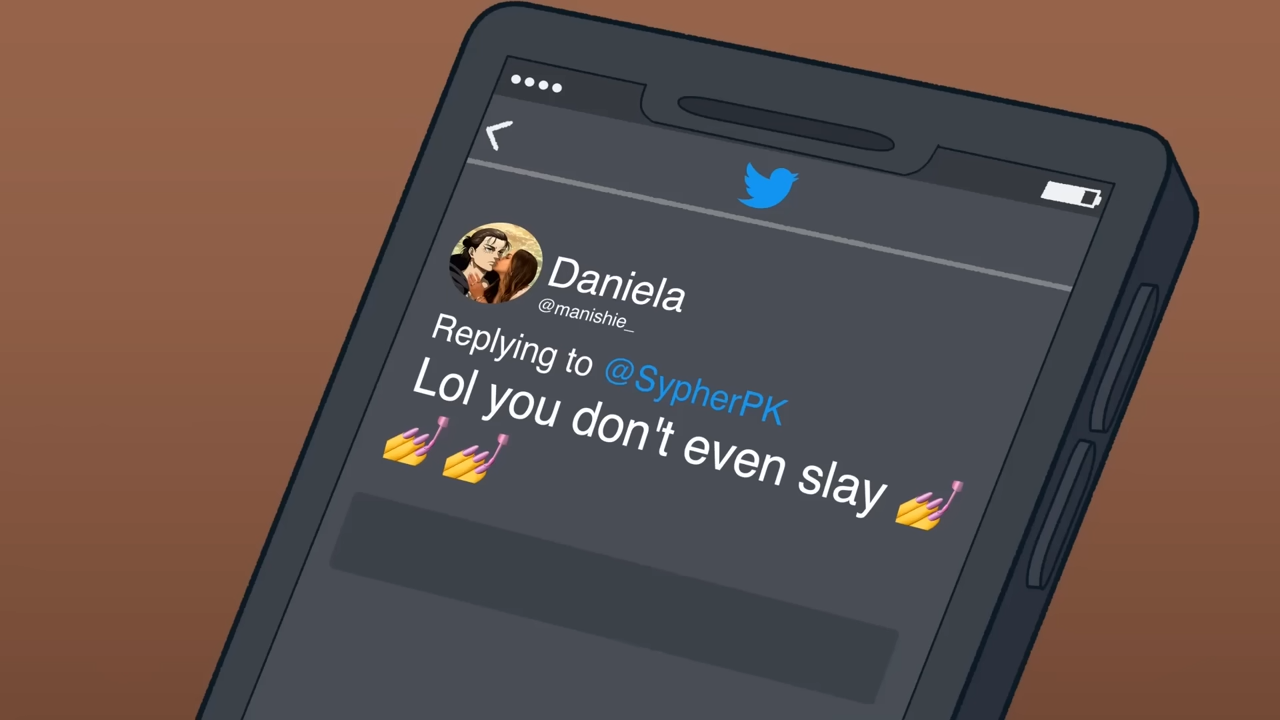 Daniela
@manishie_
Replying to @SypherPK
Lol you don't even slay 💅
💅 💅